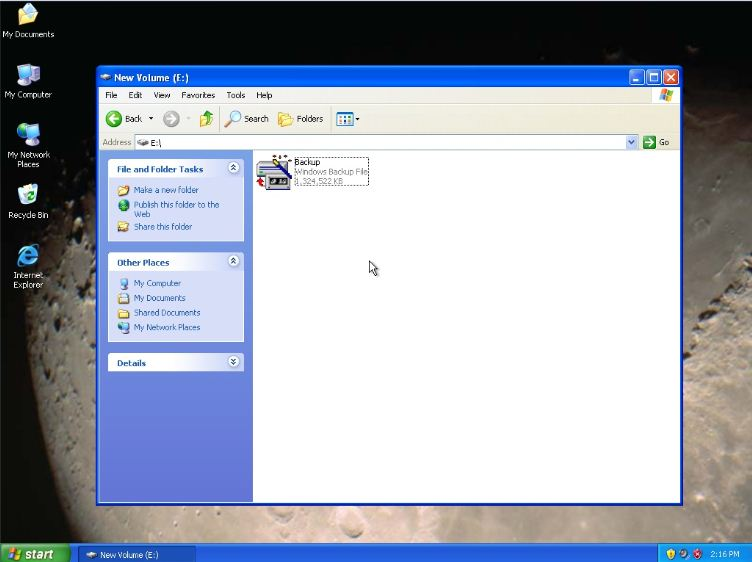 My Documents
My Computer
My Network
Places
Recycle Bin
Internet
Explorer
New Volume (E:)
File Edit View Favorites Tools Help
Back Search Folders
Address E:\ Go
File and Folder Tasks
Make a new folder
Publish this folder to the
Web
Share this folder
Other Places
My Computer
My Documents
Shared Documents
My Network Places
Details
Backup
Windows Backup File
1,324,522 KB
start New Volume (E:) 2:16 PM